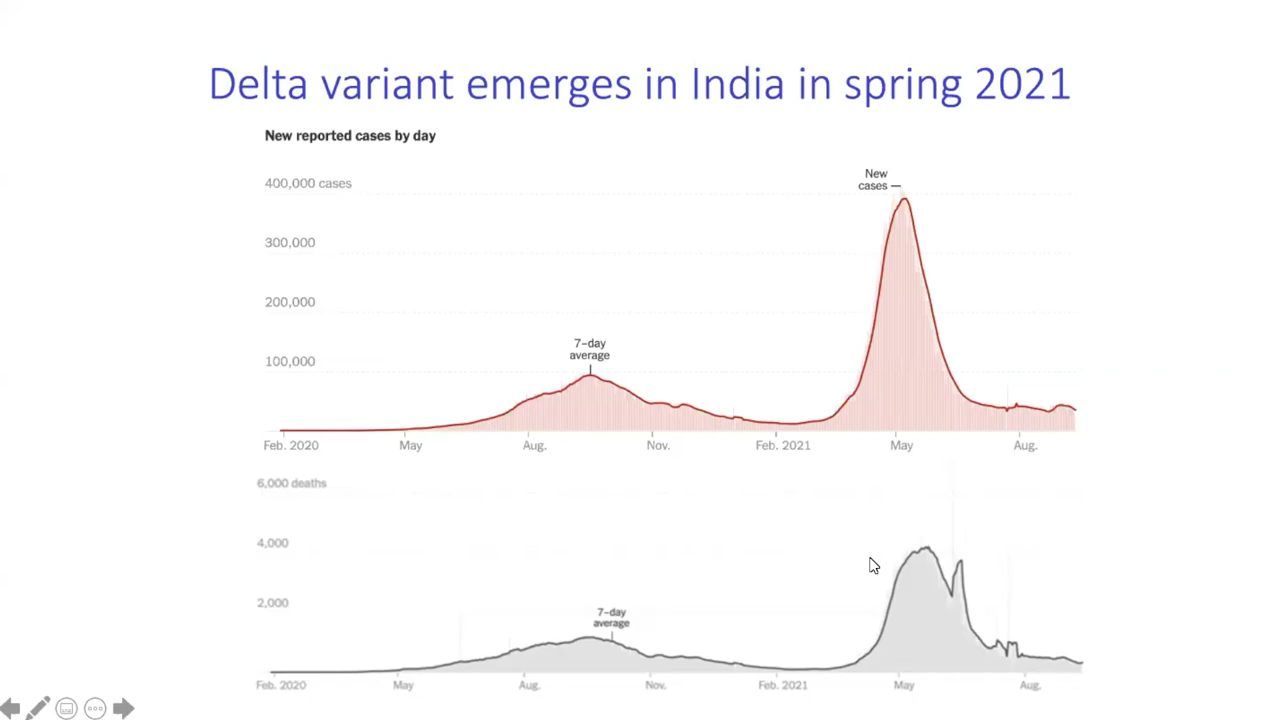 Delta variant emerges in India in spring 2021
New reported cases by day
New
cases
400,000 cases
300,000
200,000
7-day
average
100,000
Feb. 2020 May Aug. Nov. Feb. 2021 May Aug.
6,000 deaths
4,000
2,000
7-day
average
Feb. 2020 May Aug. Nov. Feb. 2021 May Aug.